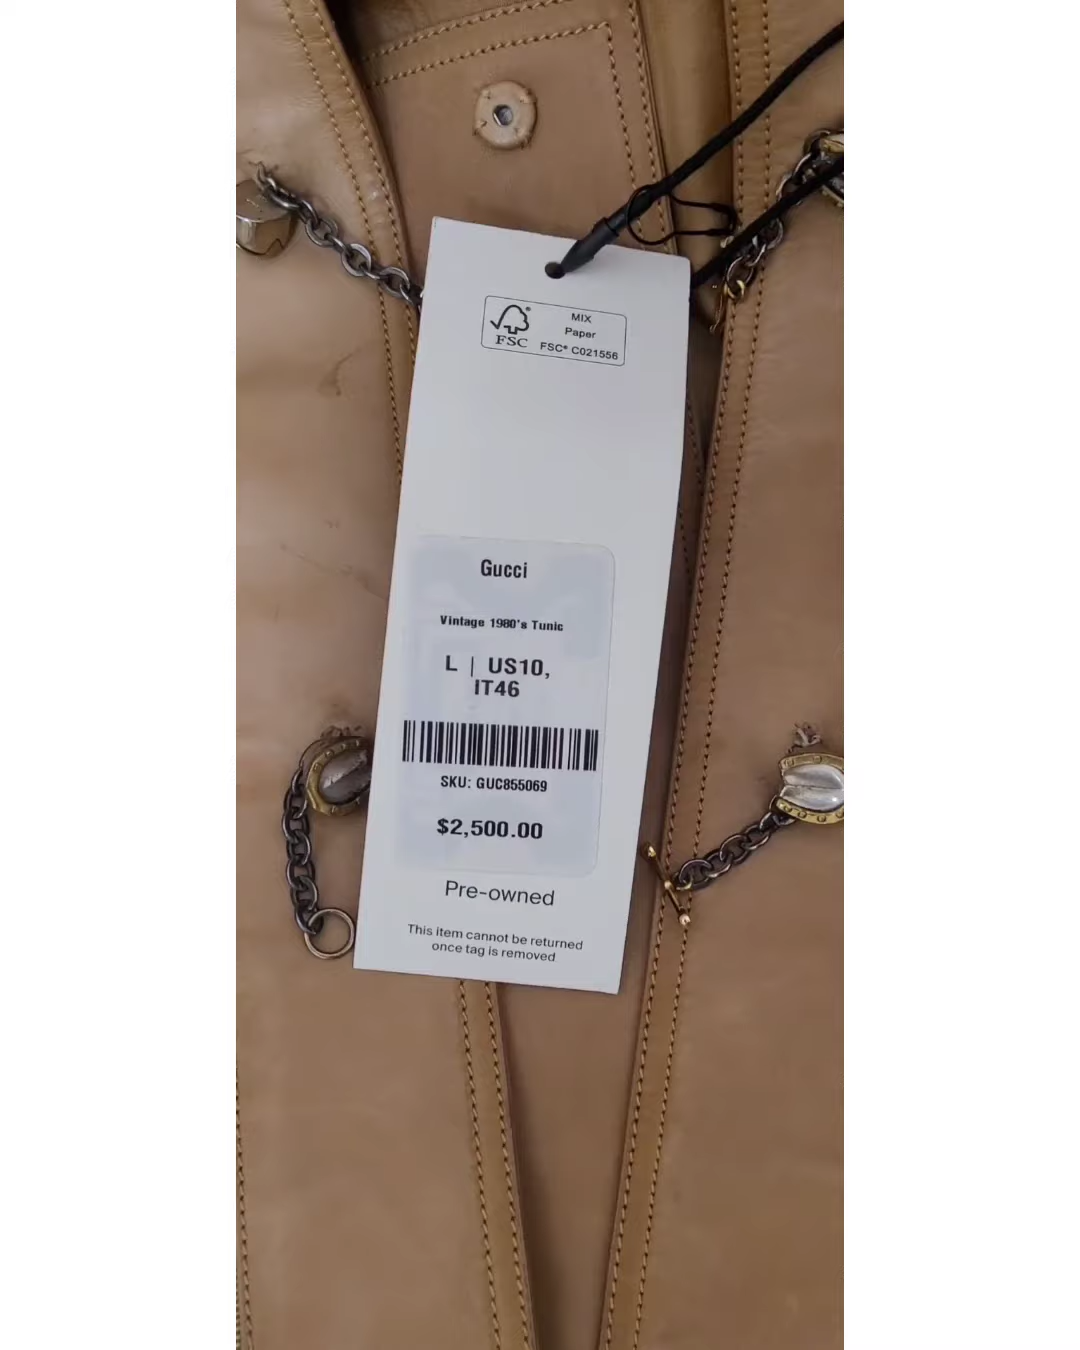 MIX
Paper
FSC® C021556
FSC
Gucci
Vintage 1980's Tunic
L | US10,
IT46
SKU: GUC855069
$2,500.00
Pre-owned
This item cannot be returned
once tag is removed